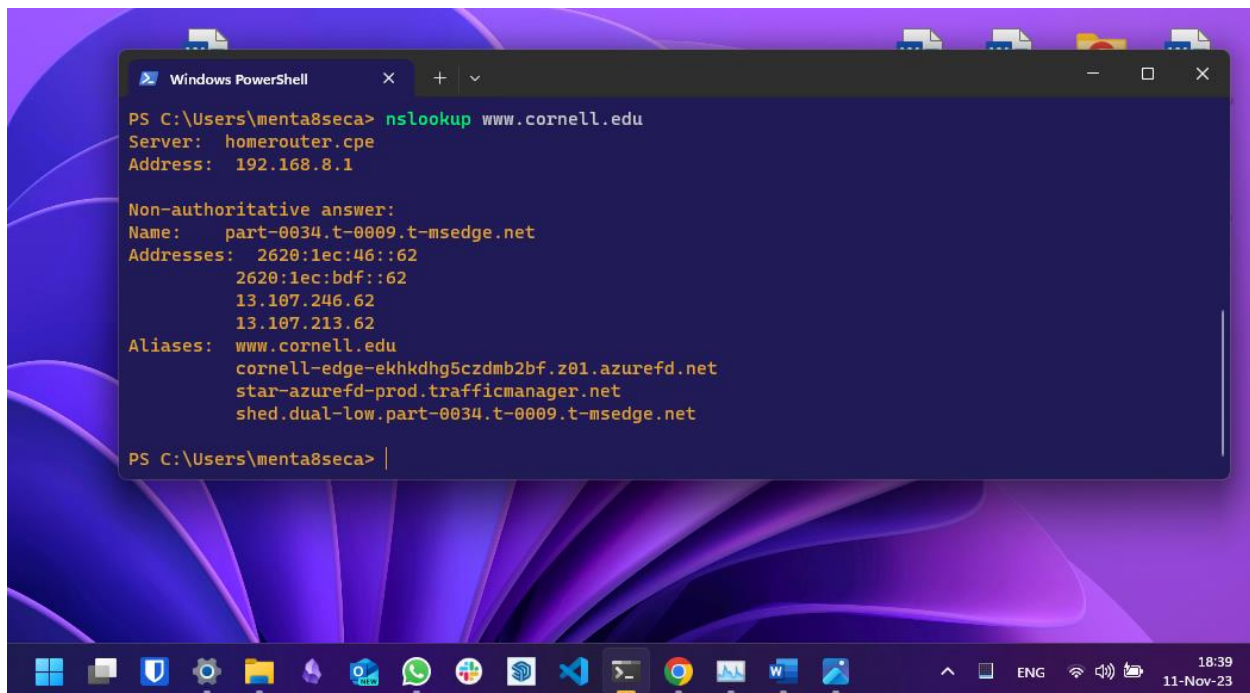 Windows PowerShell
PS C:\Users\menta8seca> nslookup www.cornell.edu
Server:  homerouter.cpe
Address:  192.168.8.1
Non-authoritative answer:
Name:    part-0034.t-0009.t-msedge.net
Addresses:  2620:1ec:46::62
2620:1ec:bdf::62
13.107.246.62
13.107.213.62
Aliases:  www.cornell.edu
cornell-edge-ekhkdhg5czdmb2bf.z01.azurefd.net
star-azurefd-prod.trafficmanager.net
shed.dual-low.part-0034.t-0009.t-msedge.net
PS C:\Users\menta8seca>
NEW
ENG
18:39
11-Nov-23